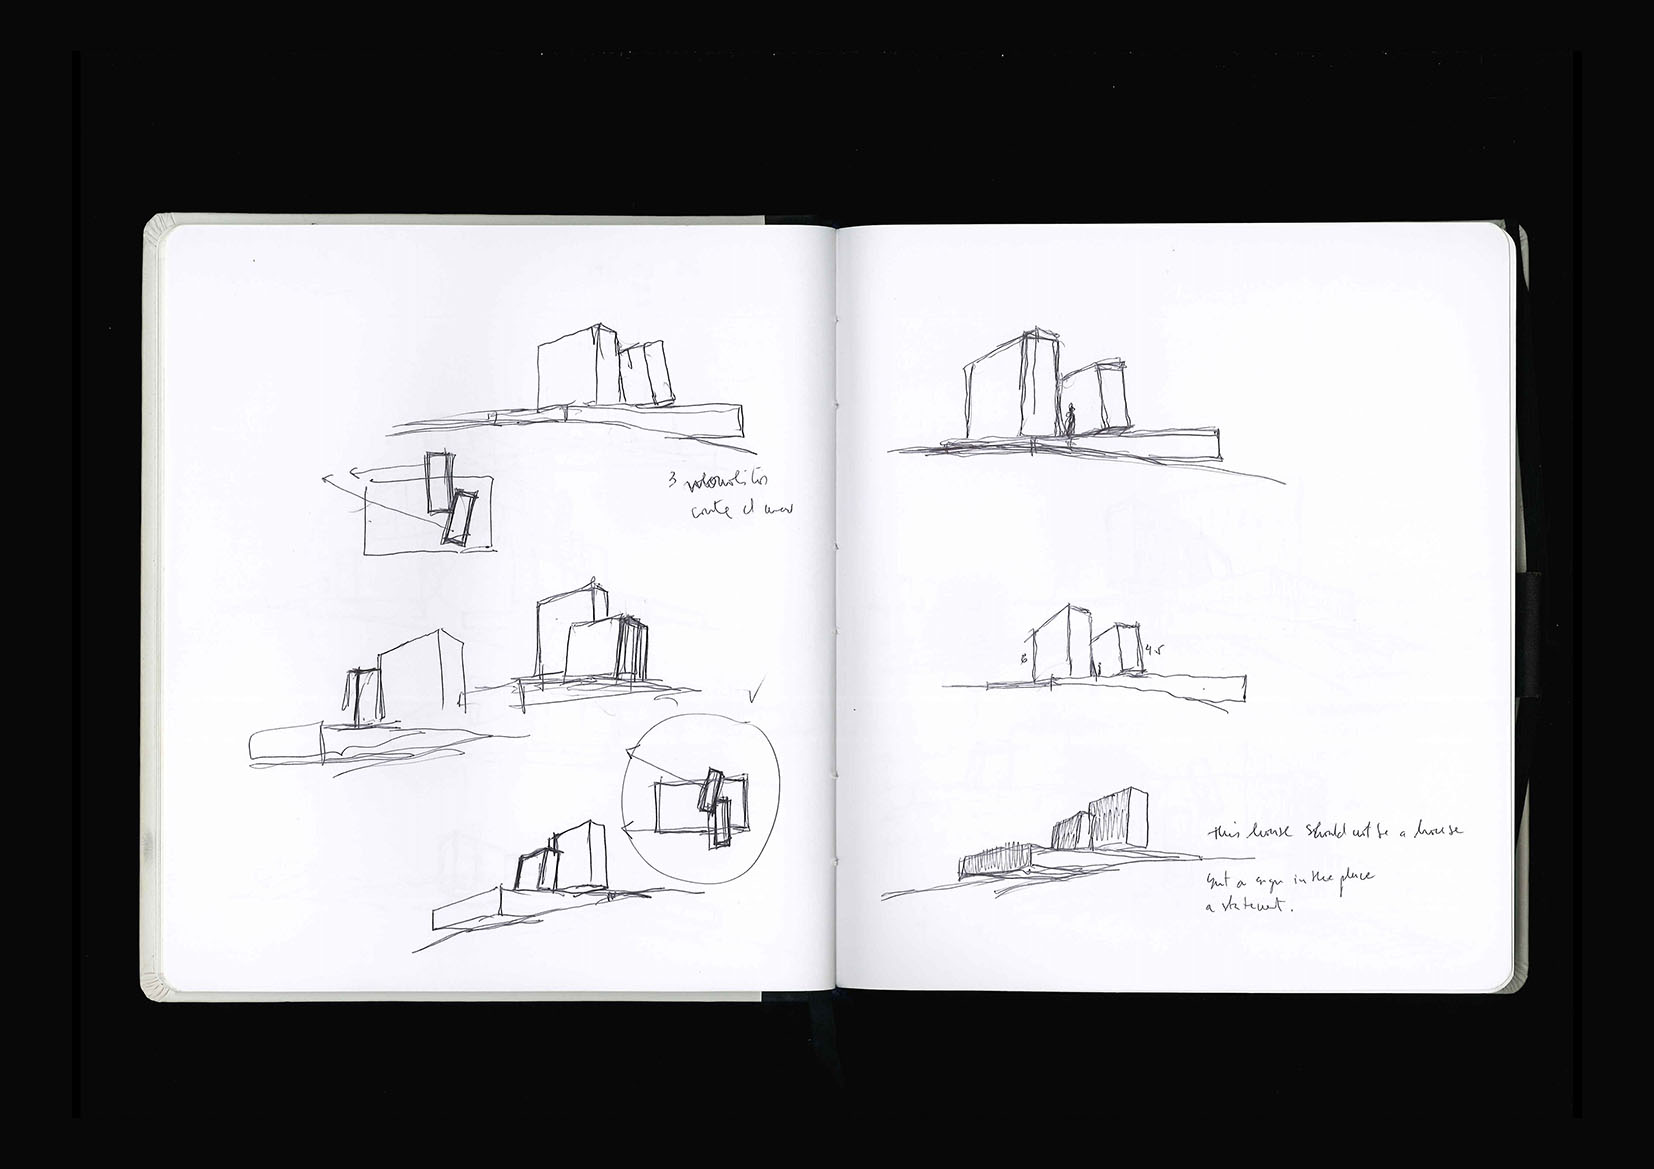 3 volumelitos
contra el mar
6
4.5
this house should not be a house
but a sign in the place
a statement.